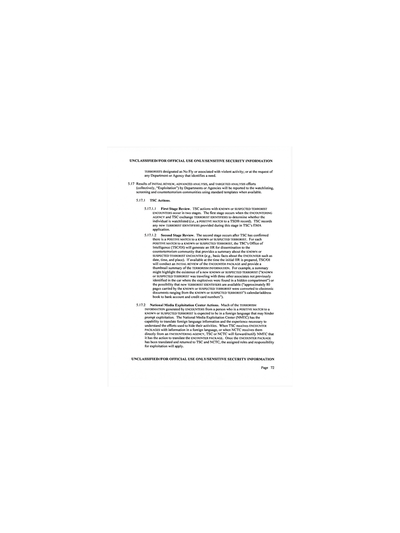 UNCLASSIFIED//FOR OFFICIAL USE ONLY/SENSITIVE SECURITY INFORMATION
TERRORISTS designated as No Fly or associated with violent activity; or at the request of
any Department or Agency that identifies a need.
5.17 Results of INITIAL REVIEW, ADVANCED ANALYSIS, and TARGETED ANALYSIS efforts
(collectively, "Exploitation") by Departments or Agencies will be reported to the watchlisting,
screening and counterterrorism communities using standard templates when available.
5.17.1 TSC Actions.
5.17.1.1 First Stage Review. TSC actions with KNOWN or SUSPECTED TERRORIST
ENCOUNTERS occur in two stages. The first stage occurs when the ENCOUNTERING
AGENCY and TSC exchange TERRORIST IDENTIFIERS to determine whether the
individual is watchlisted (i.e., a POSITIVE MATCH to a TSDB record). TSC records
any new TERRORIST IDENTIFIERS provided during this stage in TSC's
application.
5.17.1.2 Second Stage Review. The second stage occurs after TSC has confirmed
there is a POSITIVE MATCH to a KNOWN or SUSPECTED TERRORIST. For each
POSITIVE MATCH to a KNOWN or SUSPECTED TERRORIST, the TSC's Office of
Intelligence (TSCOI) will generate an IIR for dissemination to the
counterterrorism community that provides a summary about the KNOWN or
SUSPECTED TERRORIST ENCOUNTER (e.g., basic facts about the ENCOUNTER such as
date, time, and place). If available at the time the initial IIR is prepared, TSCOI
will conduct an INITIAL REVIEW of the ENCOUNTER PACKAGE and provide a
thumbnail summary of the TERRORISM INFORMATION. For example, a summary
might highlight the existence of a new KNOWN or SUSPECTED TERRORIST ("KNOWN
or SUSPECTED TERRORIST was traveling with three other associates not previously
identified in the car where the explosives were found in a hidden compartment") or
the possibility that new TERRORIST IDENTIFIERS are available ("approximately 85
pages carried by the KNOWN or SUSPECTED TERRORIST were converted to electronic
documents ranging from the KNOWN or SUSPECTED TERRORIST's calendar/address
book to bank account and credit card numbers").
5.17.2 National Media Exploitation Center Actions. Much of the TERRORISM
INFORMATION generated by ENCOUNTERS from a person who is a POSITIVE MATCH to a
KNOWN or SUSPECTED TERRORIST is expected to be in a foreign language that may hinder
prompt exploitation. The National Media Exploitation Center (NMEC) has the
capability to translate foreign language information and the experience necessary to
understand the efforts used to hide their activities. When TSC receives ENCOUNTER
PACKAGES with information in a foreign language, or when NCTC receives them
directly from an ENCOUNTERING AGENCY, TSC or NCTC will NMEC that
it has the action to translate the ENCOUNTER PACKAGE. Once the ENCOUNTER PACKAGE
has been translated and returned to TSC and NCTC, the assigned roles and responsibility
for exploitation will apply.
UNCLASSIFIED//FOR OFFICIAL USE ONLY/SENSITIVE SECURITY INFORMATION
Page 72